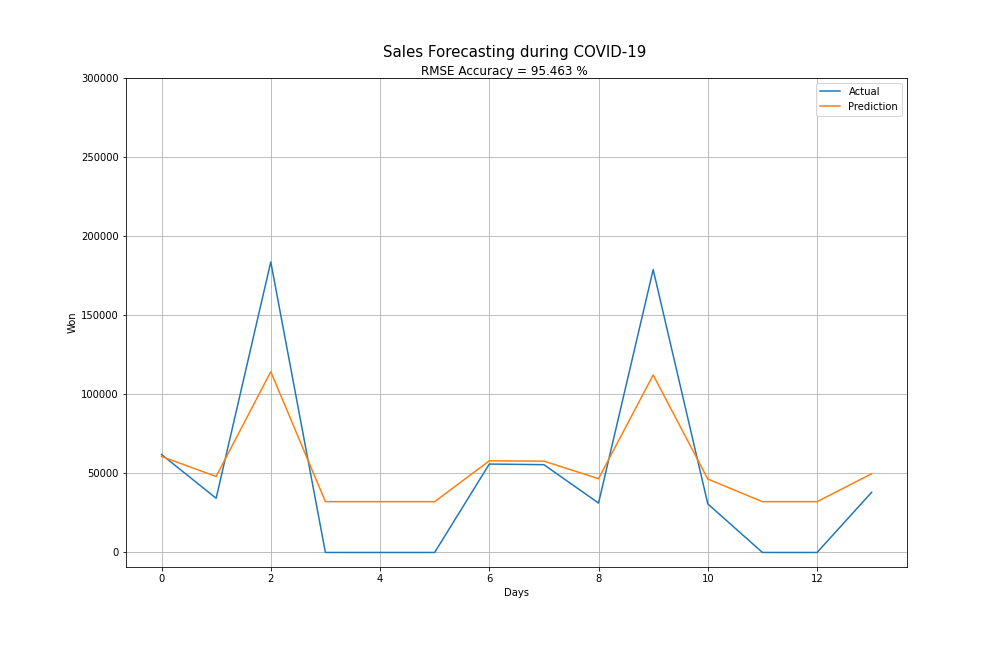 Sales Forecasting during COVID-19
RMSE Accuracy = 95.463 %
Actual
Prediction
300000
250000
200000
150000
100000
50000
0
Won
0 2 4 6 8 10 12
Days